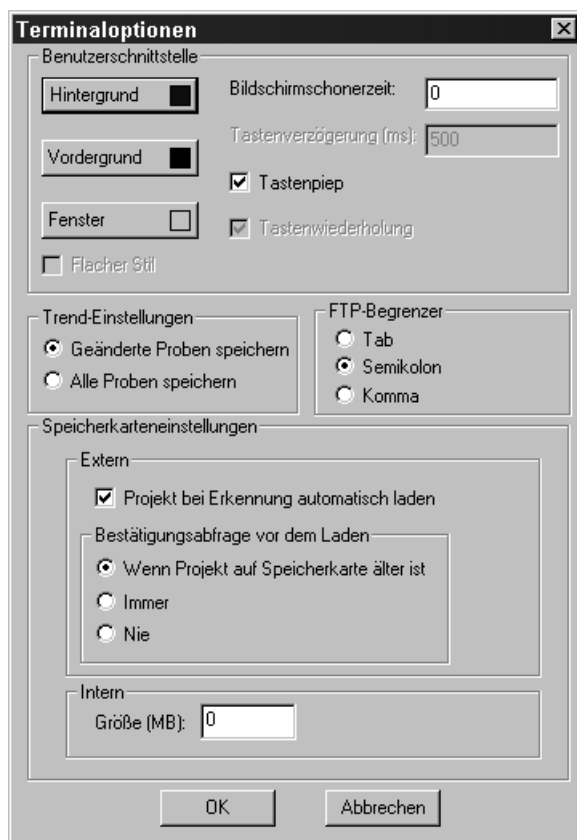 Terminaloptionen
Benutzerschnittstelle
Hintergrund
Bildschirmschonerzeit:
0
Tastenverzögerung (ms):
500
Vordergrund
Tastenpiep
Fenster
Tastenwiederholung
Flacher Stil
Trend-Einstellungen
Geänderte Proben speichern
Alle Proben speichern
FTP-Begrenzer
Tab
Semikolon
Komma
Speicherkarteneinstellungen
Extern
Projekt bei Erkennung automatisch laden
Bestätigungsabfrage vor dem Laden
Wenn Projekt auf Speicherkarte älter ist
Immer
Nie
Intern
Größe (MB):
0
OK
Abbrechen